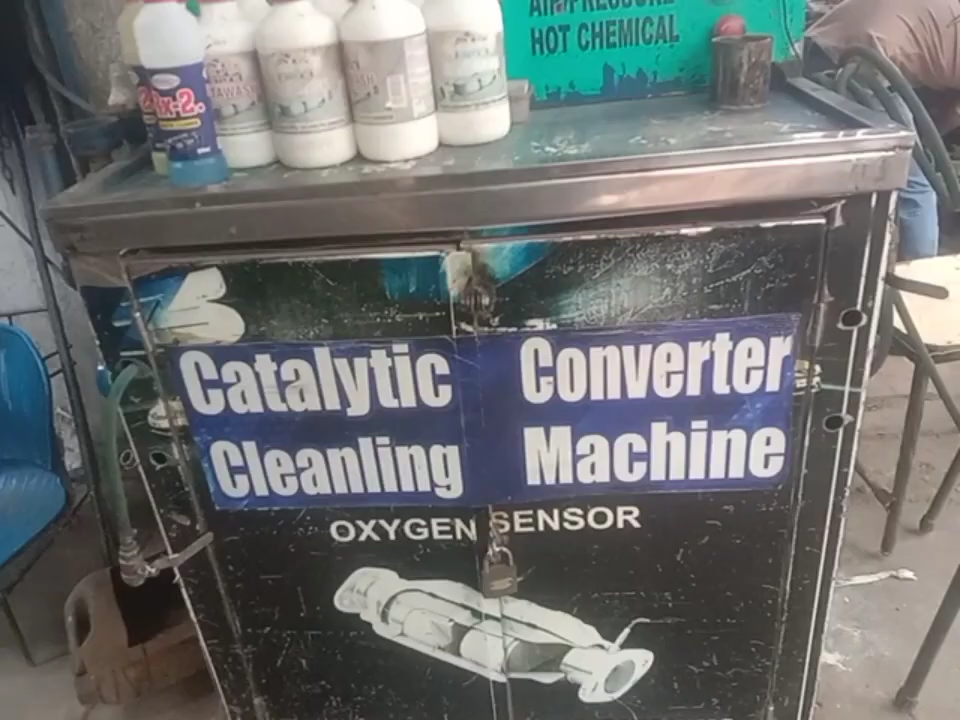 AIR PRESSURE
HOT CHEMICAL
Catalytic Converter
Cleanling Machine
OXYGEN SENSOR